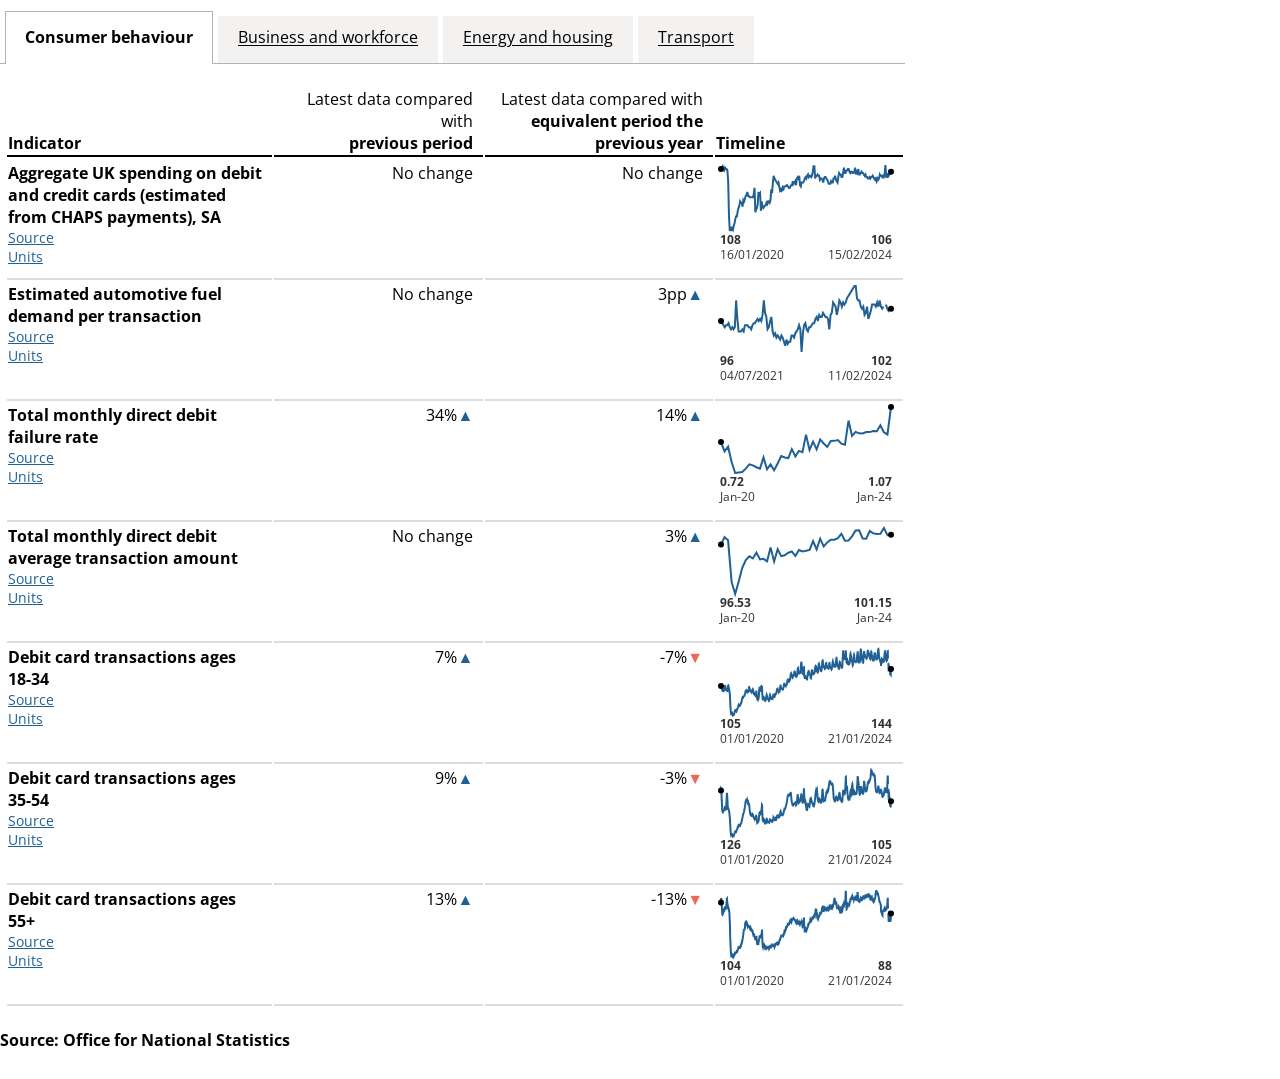 Consumer behaviour Business and workforce Energy and housing Transport
Latest data compared
with
previous period
Latest data compared with
equivalent period the
previous year
Indicator
Timeline
Aggregate UK spending on debit
and credit cards (estimated
from CHAPS payments), SA
Source
Units
No change
No change
108 106
16/01/2020 15/02/2024
Estimated automotive fuel
demand per transaction
Source
Units
No change
3pp▲
96 102
04/07/2021 11/02/2024
Total monthly direct debit
failure rate
Source
Units
34%▲
14%▲
0.72 1.07
Jan-20 Jan-24
Total monthly direct debit
average transaction amount
Source
Units
No change
3%▲
96.53 101.15
Jan-20 Jan-24
Debit card transactions ages
18-34
Source
Units
7%▲
-7%▼
105 144
01/01/2020 21/01/2024
Debit card transactions ages
35-54
Source
Units
9%▲
-3%▼
126 105
01/01/2020 21/01/2024
Debit card transactions ages
55+
Source
Units
13%▲
-13%▼
104 88
01/01/2020 21/01/2024
Source: Office for National Statistics